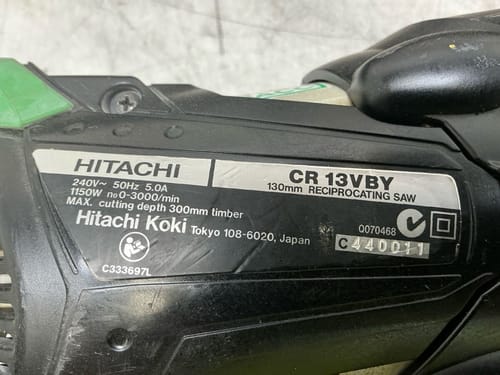 HITACHI
CR 13VBY
240V~ 50Hz 5.0A
130mm RECIPROCATING SAW
1150W no0-3000/min
MAX. cutting depth 300mm timber
Hitachi Koki Tokyo 108-6020, Japan
0070468
C440011
C333697L